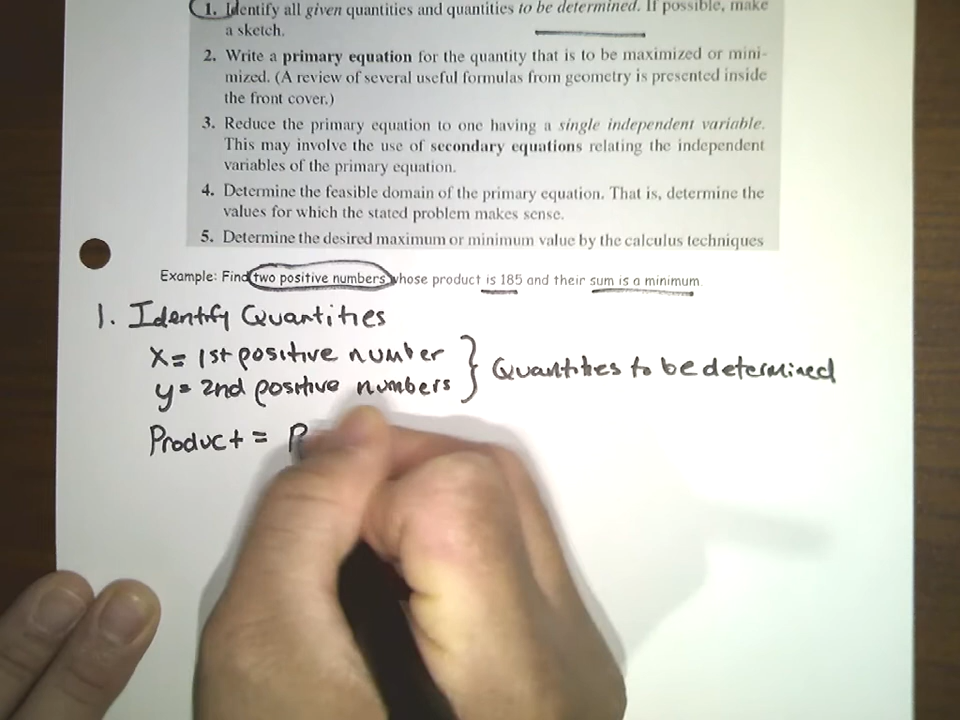 1. Identify all given quantities and quantities to be determined. If possible, make
a sketch.
2. Write a primary equation for the quantity that is to be maximized or mini-
mized. (A review of several useful formulas from geometry is presented inside
the front cover.)
3. Reduce the primary equation to one having a single independent variable.
This may involve the use of secondary equations relating the independent
variables of the primary equation.
4. Determine the feasible domain of the primary equation. That is, determine the
values for which the stated problem makes sense.
5. Determine the desired maximum or minimum value by the calculus techniques
Example: Find two positive numbers whose product is 185 and their sum is a minimum.
1. Identify Quantities
x = 1st positive number
y = 2nd positive numbers } Quantities to be determined
Product = P